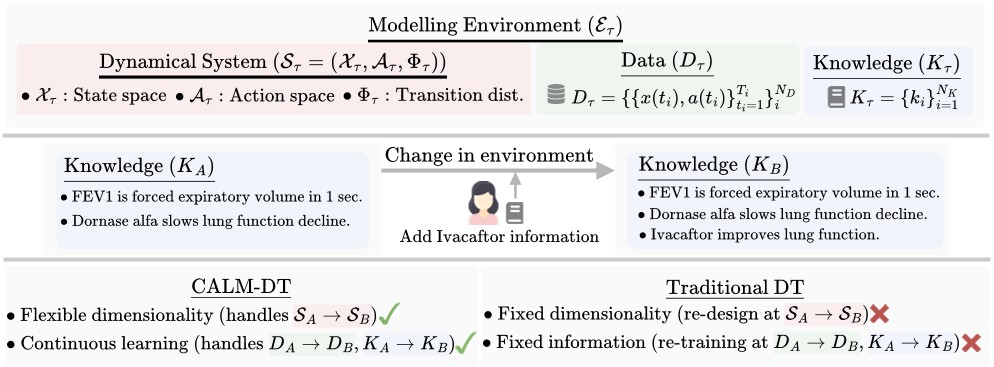 Modelling Environment (ℰ_τ)
Dynamical System (𝒮_τ = (𝒳_τ, 𝒜_τ, Φ_τ))
• 𝒳_τ : State space • 𝒜_τ : Action space • Φ_τ : Transition dist.
Data (D_τ)
D_τ = {{x(t_i), a(t_i)}_{t_i=1}^{T_i}}_i^{N_D}
Knowledge (K_τ)
K_τ = {k_i}_{i=1}^{N_K}
Knowledge (K_A)
• FEV1 is forced expiratory volume in 1 sec.
• Dornase alfa slows lung function decline.
Change in environment
Add Ivacaftor information
Knowledge (K_B)
• FEV1 is forced expiratory volume in 1 sec.
• Dornase alfa slows lung function decline.
• Ivacaftor improves lung function.
CALM-DT
• Flexible dimensionality (handles 𝒮_A → 𝒮_B)✓
• Continuous learning (handles D_A → D_B, K_A → K_B)✓
Traditional DT
• Fixed dimensionality (re-design at 𝒮_A → 𝒮_B)✗
• Fixed information (re-training at D_A → D_B, K_A → K_B)✗